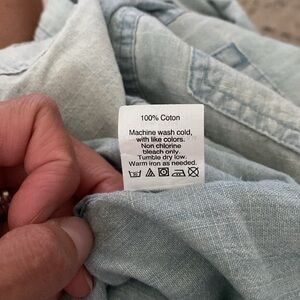 100% Coton
Machine wash cold,
with like colors.
Non chlorine
bleach only.
Tumble dry low.
Warm iron as needed.